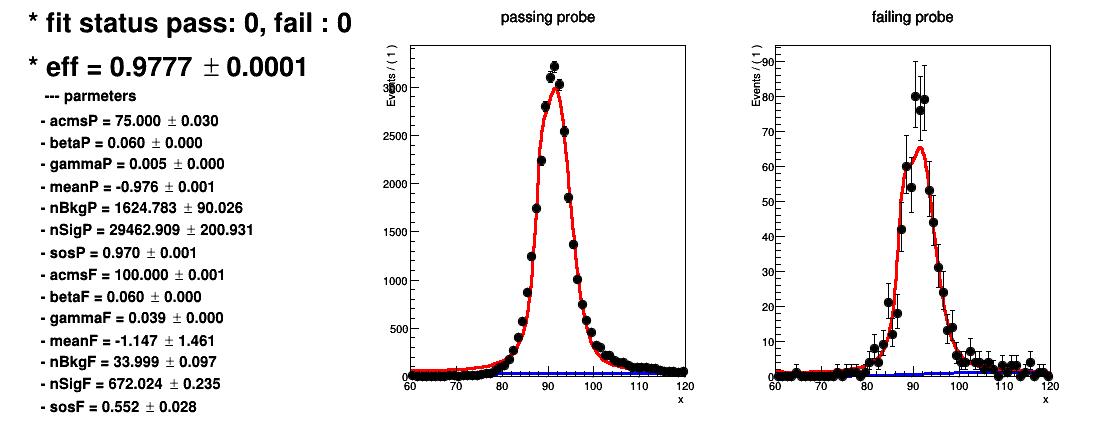 * fit status pass: 0, fail : 0
* eff = 0.9777 ± 0.0001
--- parmeters
- acmsP = 75.000 ± 0.030
- betaP = 0.060 ± 0.000
- gammaP = 0.005 ± 0.000
- meanP = -0.976 ± 0.001
- nBkgP = 1624.783 ± 90.026
- nSigP = 29462.909 ± 200.931
- sosP = 0.970 ± 0.001
- acmsF = 100.000 ± 0.001
- betaF = 0.060 ± 0.000
- gammaF = 0.039 ± 0.000
- meanF = -1.147 ± 1.461
- nBkgF = 33.999 ± 0.097
- nSigF = 672.024 ± 0.235
- sosF = 0.552 ± 0.028
passing probe
Events / ( 1 )
3000
2500
2000
1500
1000
500
0
60 70 80 90 100 110 120
x
failing probe
Events / ( 1 )
90
80
70
60
50
40
30
20
10
0
60 70 80 90 100 110 120
x